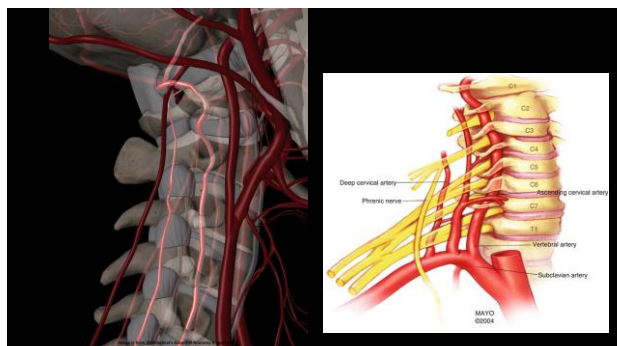 C1
C2
C3
C4
C5
C6
C7
T1
Deep cervical artery
Ascending cervical artery
Phrenic nerve
Vertebral artery
Subclavian artery
MAYO
©2004